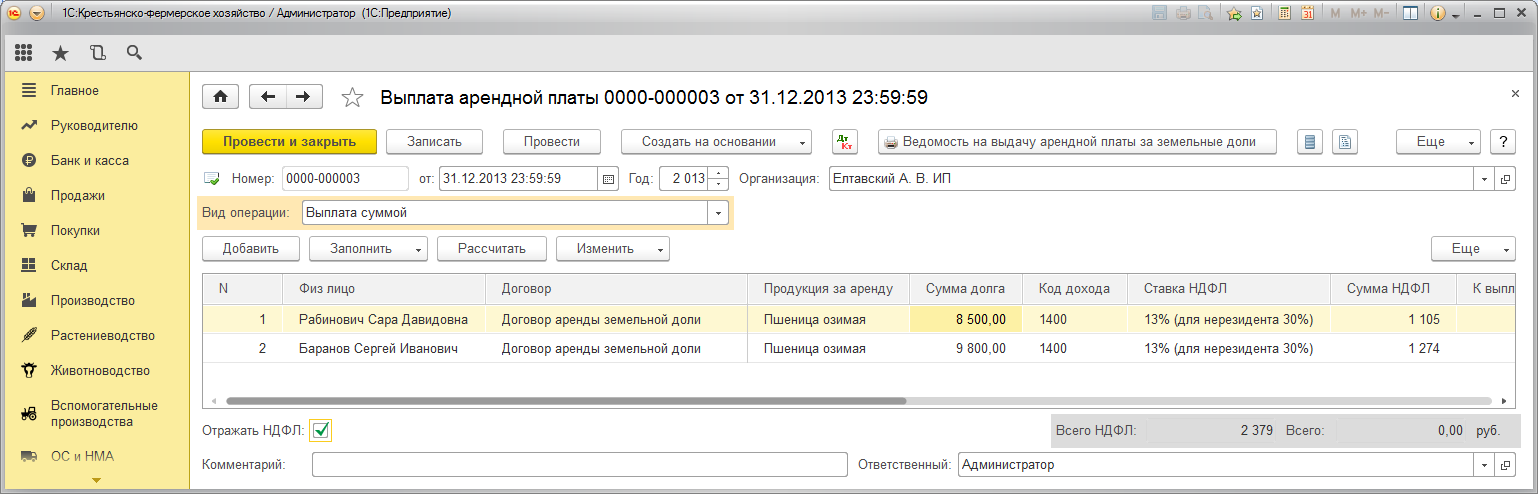 1С:Крестьянско-фермерское хозяйство / Администратор (1С:Предприятие)
M M+ M-
Главное
Руководителю
Банк и касса
Продажи
Покупки
Склад
Производство
Растениеводство
Животноводство
Вспомогательные
производства
ОС и НМА
Выплата арендной платы 0000-000003 от 31.12.2013 23:59:59
Провести и закрыть Записать Провести Создать на основании Дт Кт Ведомость на выдачу арендной платы за земельные доли Еще ?
Номер: 0000-000003 от: 31.12.2013 23:59:59 Год: 2 013 Организация: Елтавский А. В. ИП
Вид операции: Выплата суммой
Добавить Заполнить Рассчитать Изменить Еще
N Физ лицо Договор Продукция за аренду Сумма долга Код дохода Ставка НДФЛ Сумма НДФЛ К выпл
1 Рабинович Сара Давидовна Договор аренды земельной доли Пшеница озимая 8 500,00 1400 13% (для нерезидента 30%) 1 105
2 Баранов Сергей Иванович Договор аренды земельной доли Пшеница озимая 9 800,00 1400 13% (для нерезидента 30%) 1 274
Отражать НДФЛ: Всего НДФЛ: 2 379 Всего: 0,00 руб.
Комментарий: Ответственный: Администратор